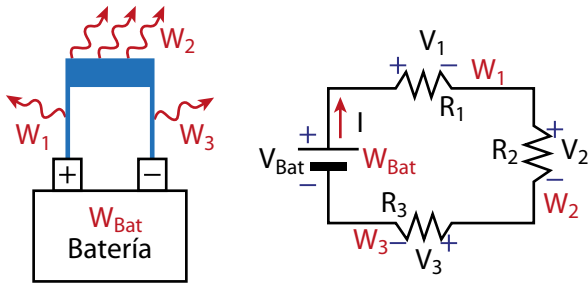 W2
W1
W3
+
−
WBat
Batería
V1
+
−
W1
R1
I
+
VBat
WBat
−
+
R2
V2
−
W2
R3
W3
−
+
V3